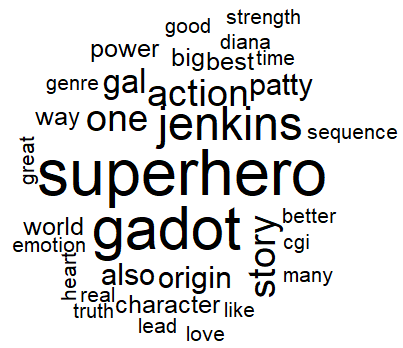 good strength
power diana
big best time
genre gal action patty
way one jenkins sequence
great
superhero
world gadot better
emotion story cgi
heart also origin many
real
truth character like
lead love